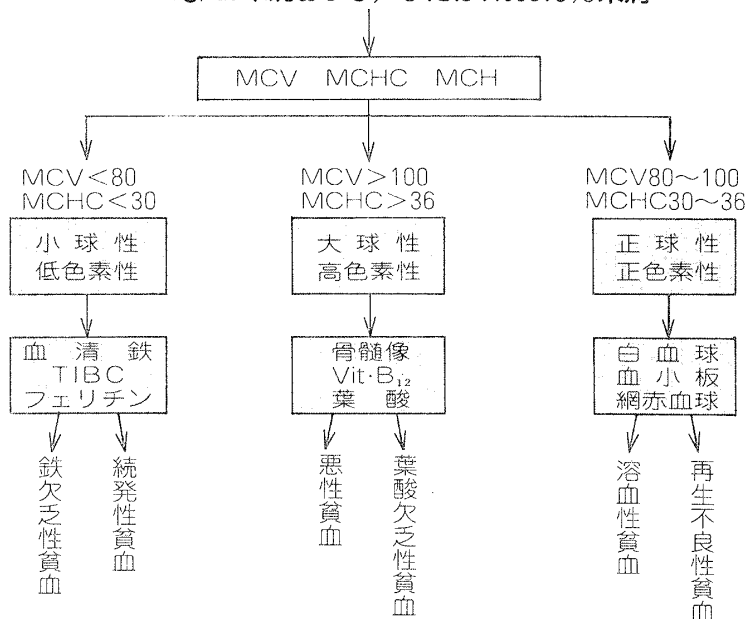 MCV MCHC MCH
MCV<80
MCHC<30
MCV>100
MCHC>36
MCV80～100
MCHC30～36
小球性
低色素性
大球性
高色素性
正球性
正色素性
血清鉄
TIBC
フェリチン
骨髄像
Vit·B₁₂
葉酸
白血球
血小板
網赤血球
鉄欠乏性貧血
続発性貧血
悪性貧血
葉酸欠乏性貧血
溶血性貧血
再生不良性貧血